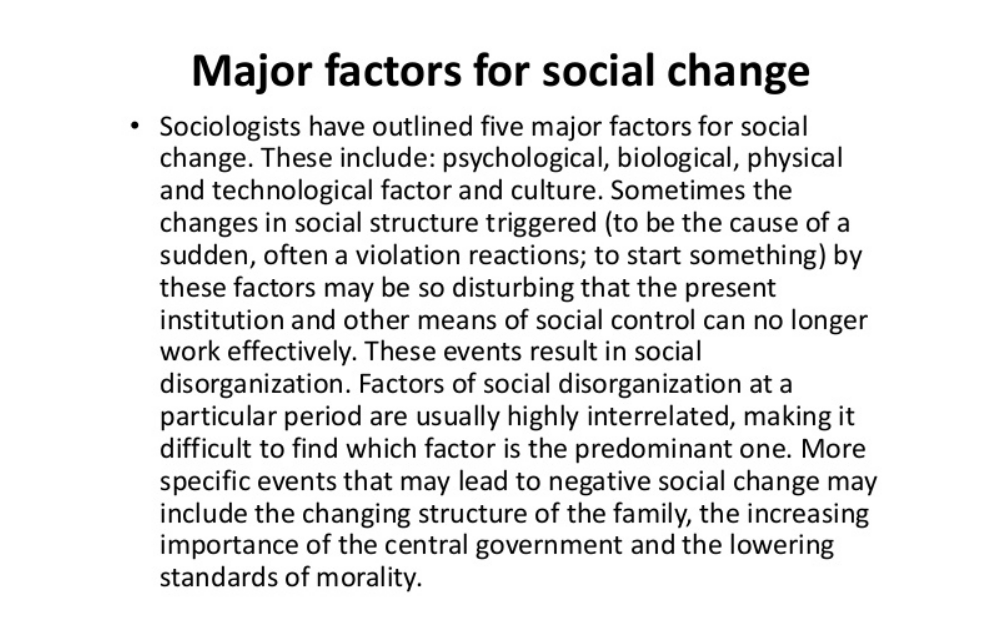 Major factors for social change
• Sociologists have outlined five major factors for social
change. These include: psychological, biological, physical
and technological factor and culture. Sometimes the
changes in social structure triggered (to be the cause of a
sudden, often a violation reactions; to start something) by
these factors may be so disturbing that the present
institution and other means of social control can no longer
work effectively. These events result in social
disorganization. Factors of social disorganization at a
particular period are usually highly interrelated, making it
difficult to find which factor is the predominant one. More
specific events that may lead to negative social change may
include the changing structure of the family, the increasing
importance of the central government and the lowering
standards of morality.